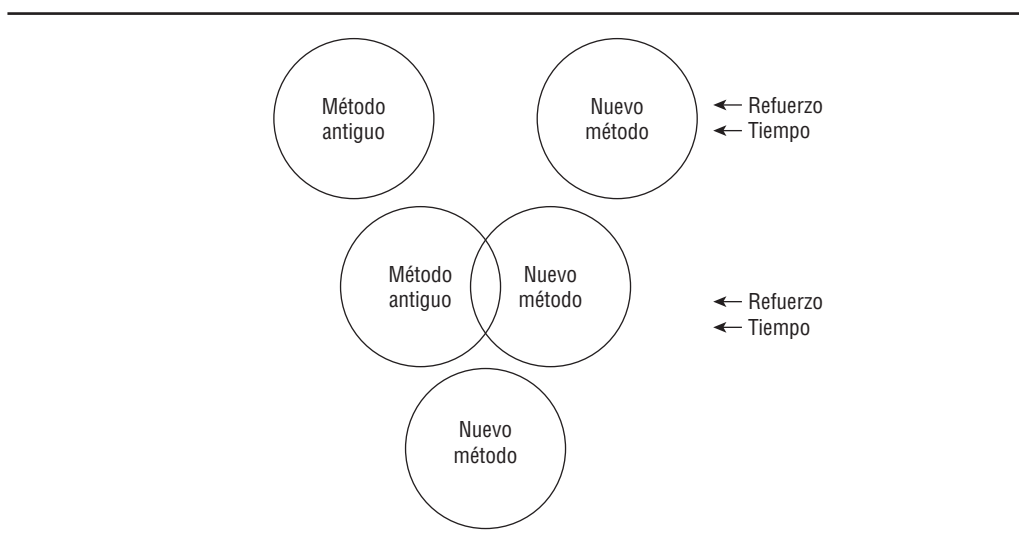 Método
antiguo
Nuevo
método
Refuerzo
Tiempo
Método
antiguo
Nuevo
método
Refuerzo
Tiempo
Nuevo
método